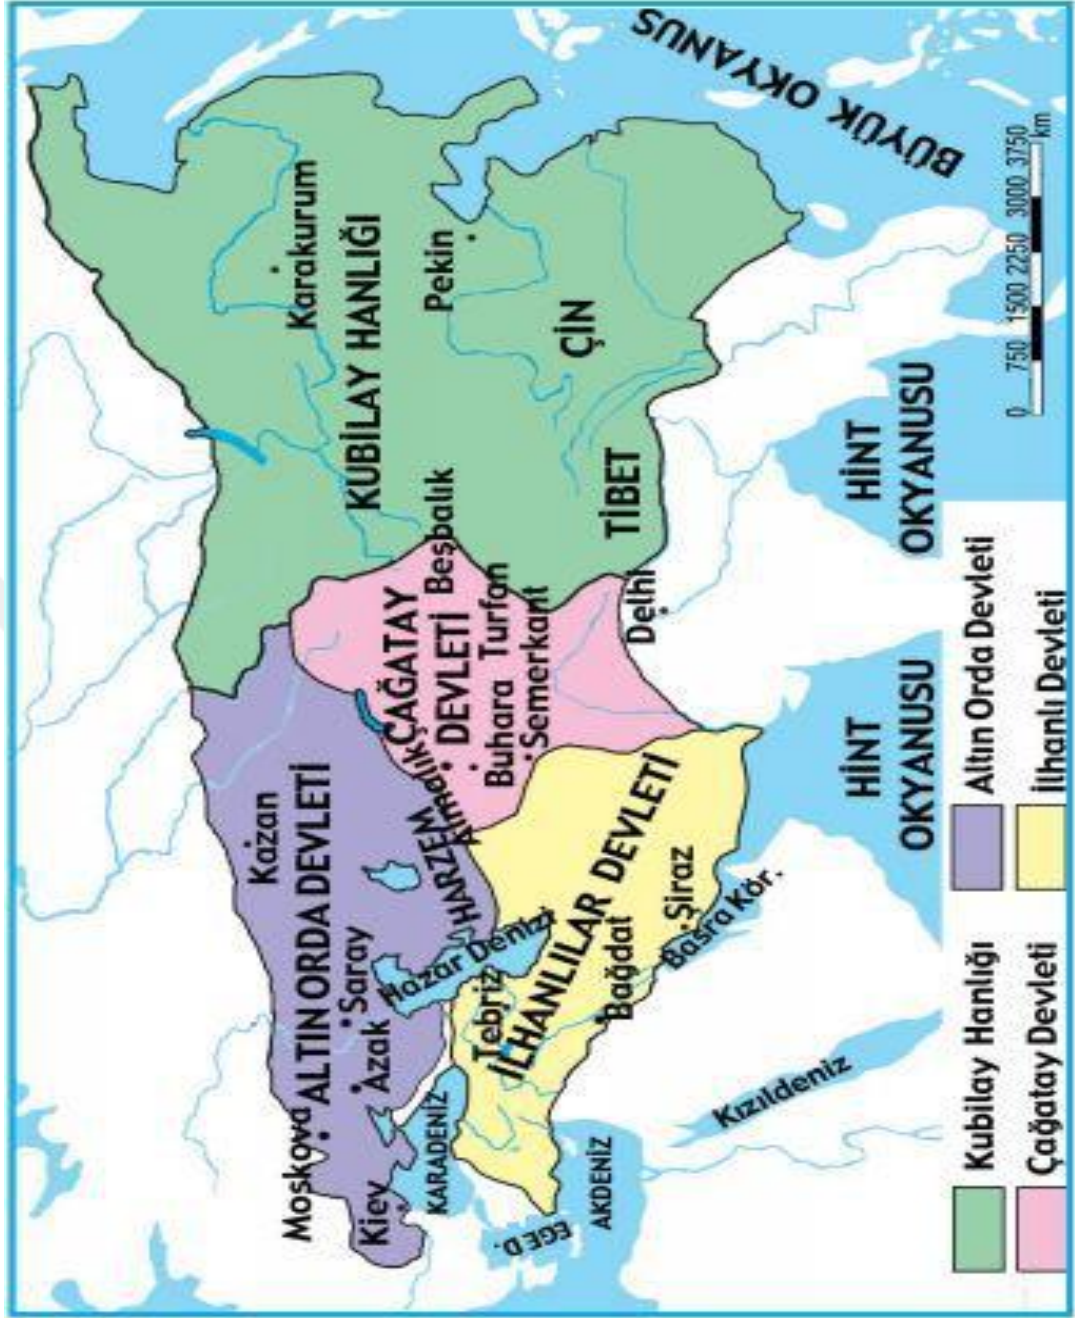 BÜYÜK OKYANUS
Karakurum
KUBİLAY HANLIĞI
Pekin
ÇİN
TİBET
Beşbalık
ÇAĞATAY
DEVLETİ
Turfan
Buhara
Semerkant
Delhi
Almalık
HARZEM
Kazan
ALTIN ORDA DEVLETİ
Saray
Azak
Moskova
Kiev
Hazar Denizi
İLHANLILAR DEVLETİ
Tebriz
Bağdat
Şiraz
Basra Kör.
KARADENİZ
EGE D.
AKDENİZ
Kızıldeniz
HİNT
OKYANUSU
HİNT
OKYANUSU
0 750 1500 2250 3000 3750
km
Kubilay Hanlığı
Altın Orda Devleti
Çağatay Devleti
İlhanlı Devleti